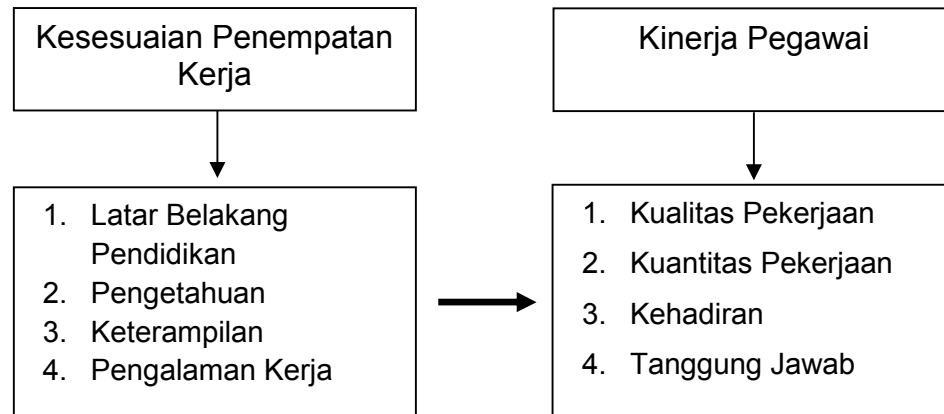 Kesesuaian Penempatan
Kerja
Kinerja Pegawai
1. Latar Belakang
Pendidikan
2. Pengetahuan
3. Keterampilan
4. Pengalaman Kerja
1. Kualitas Pekerjaan
2. Kuantitas Pekerjaan
3. Kehadiran
4. Tanggung Jawab